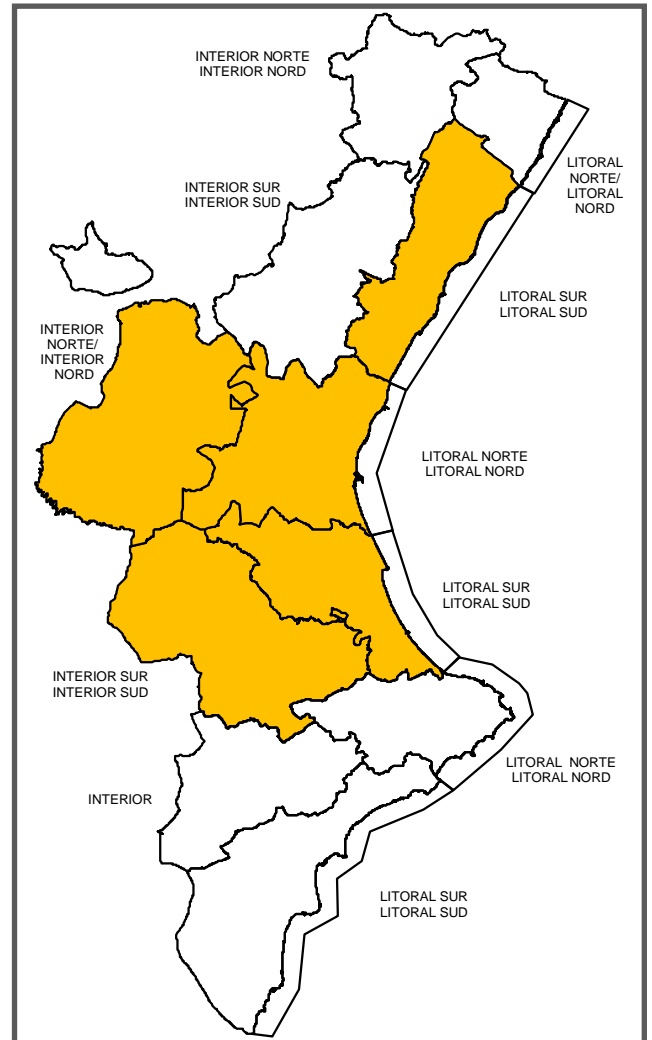 INTERIOR NORTE
INTERIOR NORD
LITORAL
NORTE/
LITORAL
NORD
INTERIOR SUR
INTERIOR SUD
LITORAL SUR
LITORAL SUD
INTERIOR
NORTE/
INTERIOR
NORD
LITORAL NORTE
LITORAL NORD
LITORAL SUR
LITORAL SUD
INTERIOR SUR
INTERIOR SUD
LITORAL NORTE
LITORAL NORD
INTERIOR
LITORAL SUR
LITORAL SUD